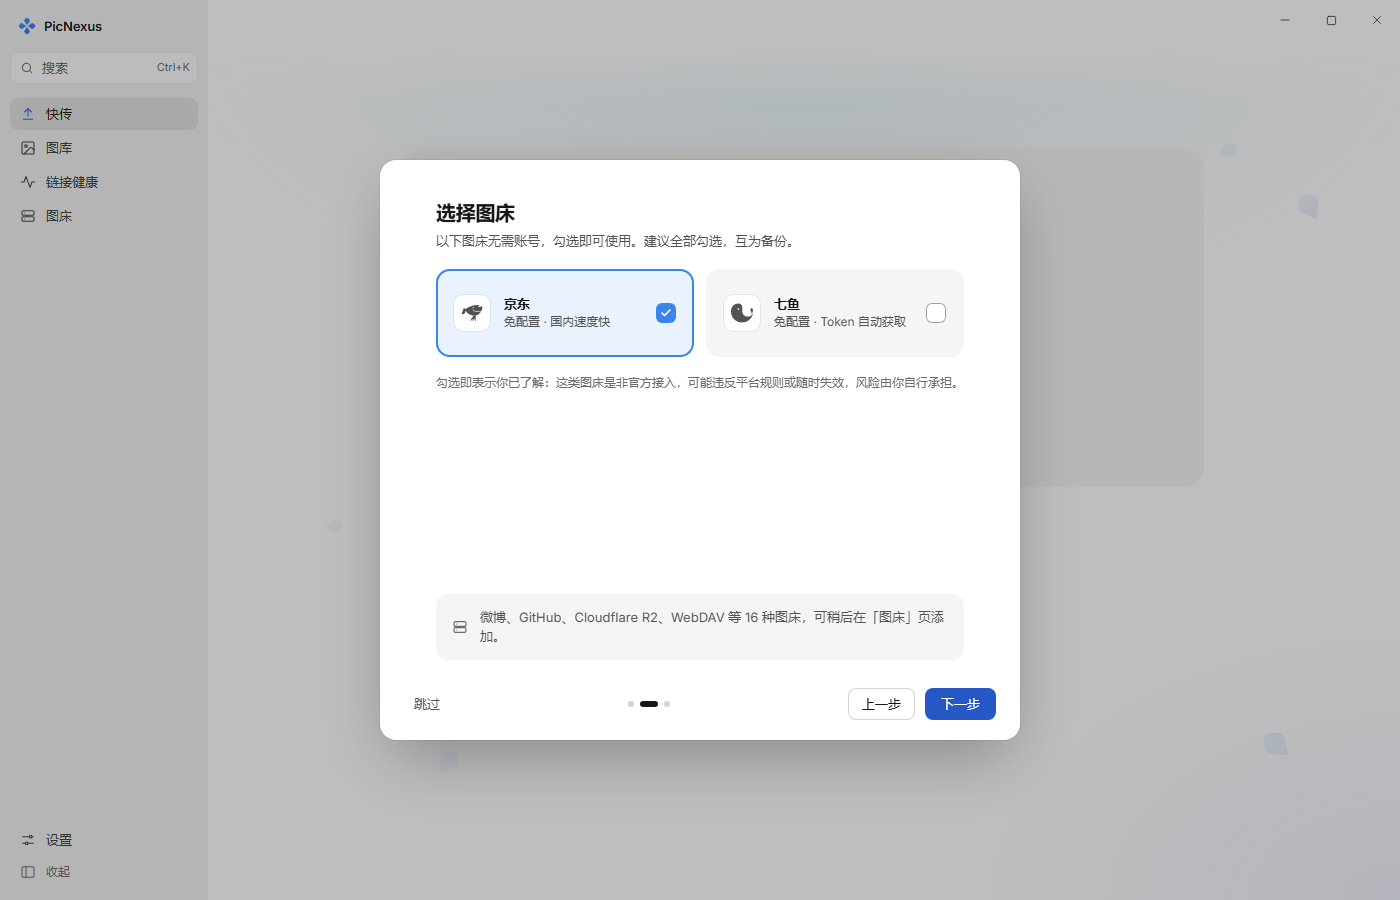 PicNexus
搜索 Ctrl+K
快传
图库
链接健康
图床
选择图床
以下图床无需账号，勾选即可使用。建议全部勾选，互为备份。
京东
免配置 · 国内速度快
七鱼
免配置 · Token 自动获取
勾选即表示你已了解：这类图床是非官方接入，可能违反平台规则或随时失效，风险由你自行承担。
微博、GitHub、Cloudflare R2、WebDAV 等 16 种图床，可稍后在「图床」页添
加。
跳过
上一步
下一步
设置
收起